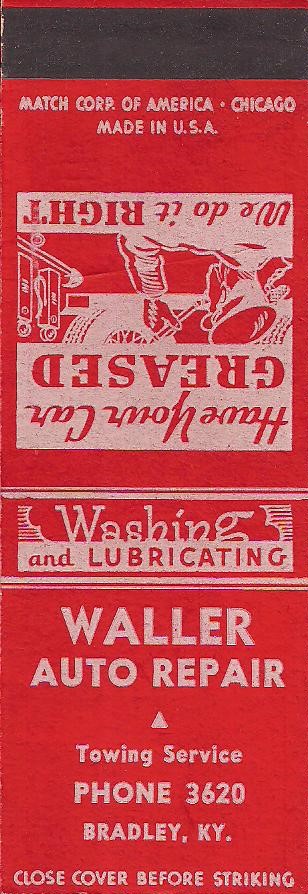 MATCH CORP. OF AMERICA · CHICAGO
MADE IN U.S.A.
Have Your Car
GREASED
We do it RIGHT
Washing
and LUBRICATING
WALLER
AUTO REPAIR
Towing Service
PHONE 3620
BRADLEY, KY.
CLOSE COVER BEFORE STRIKING